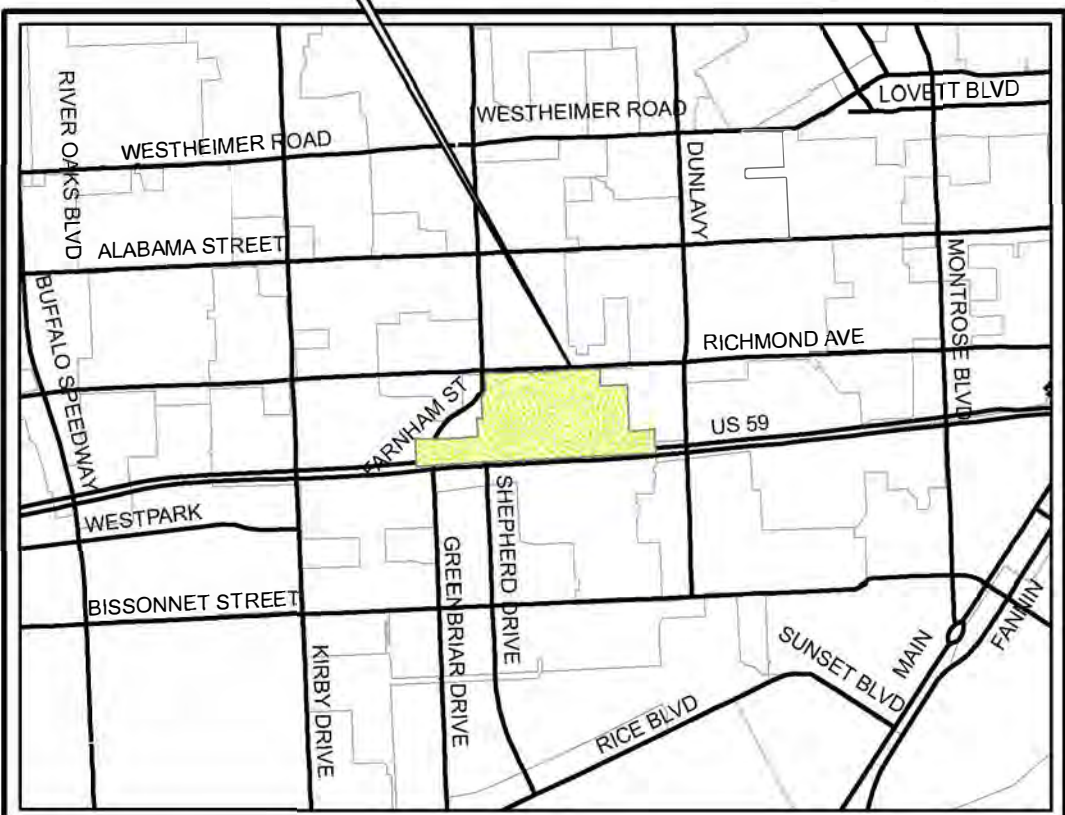 LOVETT BLVD
WESTHEIMER ROAD
WESTHEIMER ROAD
RIVER OAKS BLVD
DUNLAVY
ALABAMA STREET
MONTROSE BLVD
BUFFALO SPEEDWAY
RICHMOND AVE
FARNHAM ST
US 59
WESTPARK
SHEPHERD DRIVE
GREENBRIAR DRIVE
BISSONNET STREET
KIRBY DRIVE
SUNSET BLVD
MAIN
FANNIN
RICE BLVD